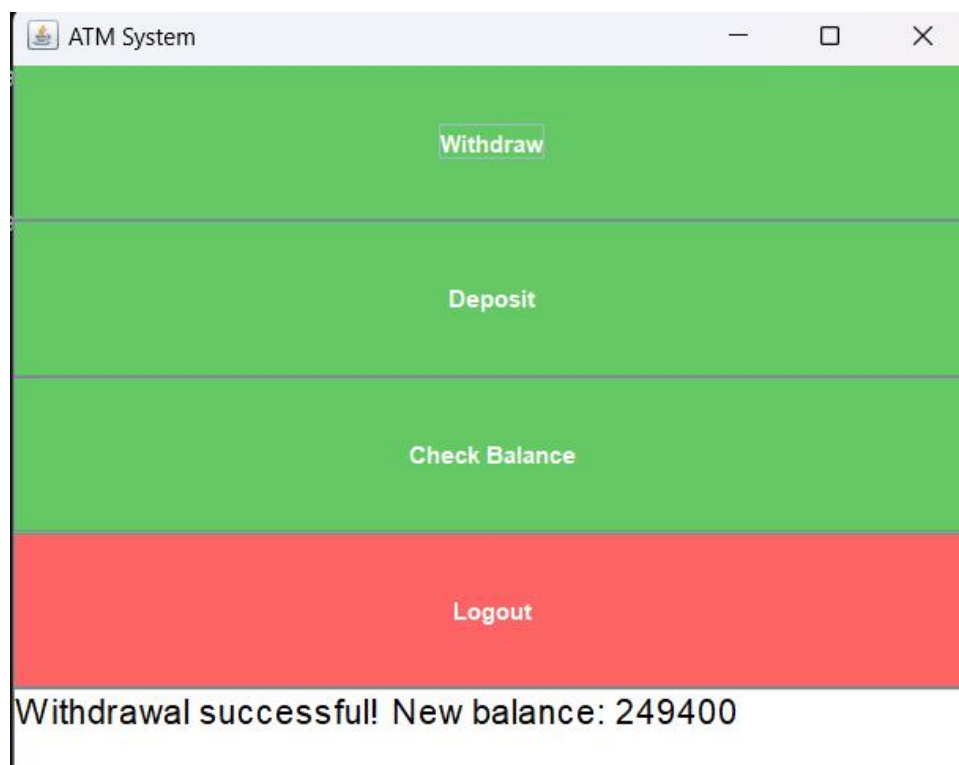 ATM System
Withdraw
Deposit
Check Balance
Logout
Withdrawal successful! New balance: 249400